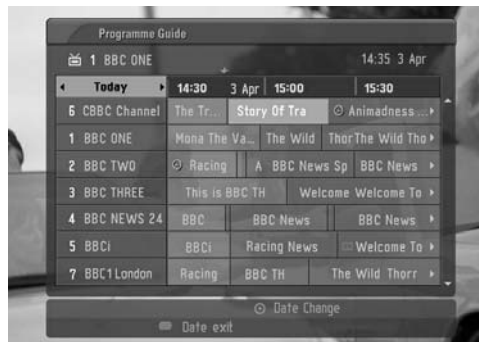 Programme Guide
1 BBC ONE 14:35 3 Apr
Today 14:30 3 Apr 15:00 15:30
6 CBBC Channel The Tr... Story Of Tra Animadness ...
1 BBC ONE Mona The Va... The Wild ThorThe Wild Tho
2 BBC TWO Racing A BBC News Sp BBC News
3 BBC THREE This is BBC TH Welcome Welcome To
4 BBC NEWS 24 BBC BBC News BBC News
5 BBCi BBCi Racing News Welcome To
7 BBC1 London Racing BBC TH The Wild Thorr
Date Change
Date exit